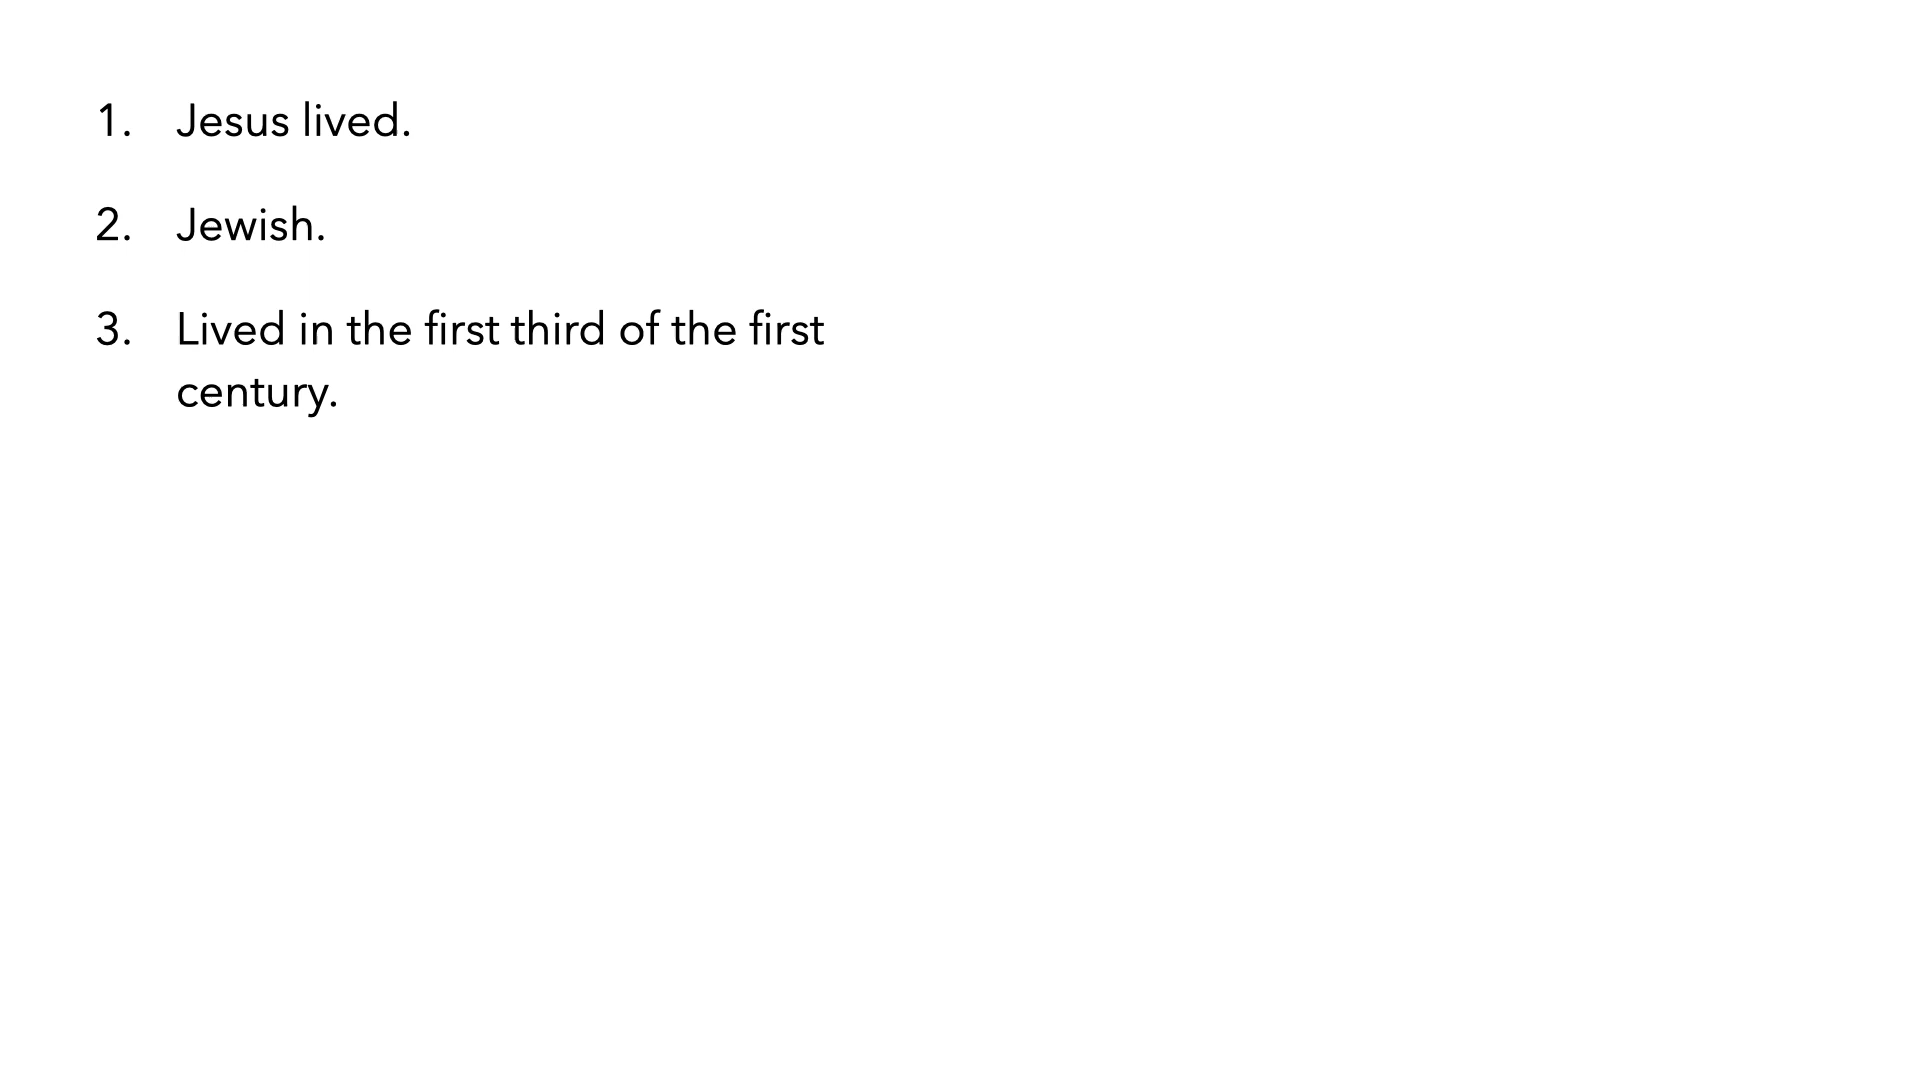 1. Jesus lived.
2. Jewish.
3. Lived in the first third of the first
century.